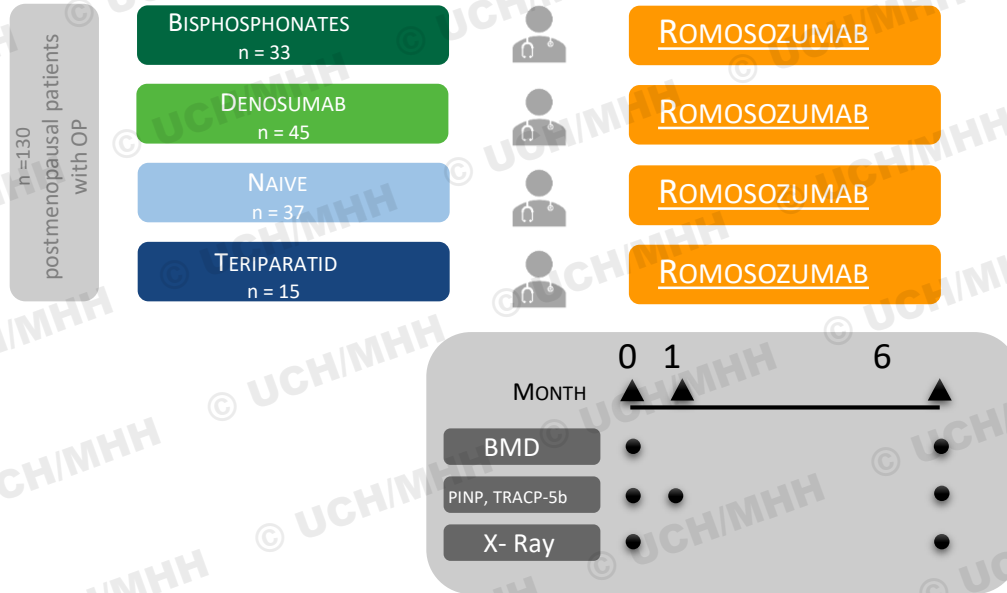 n =130
postmenopausal patients
with OP
BISPHOSPHONATES
n = 33
ROMOSOZUMAB
DENOSUMAB
n = 45
ROMOSOZUMAB
NAIVE
n = 37
ROMOSOZUMAB
TERIPARATID
n = 15
ROMOSOZUMAB
0 1 6
MONTH
BMD
PINP, TRACP-5b
X- Ray
© UCH/MHH